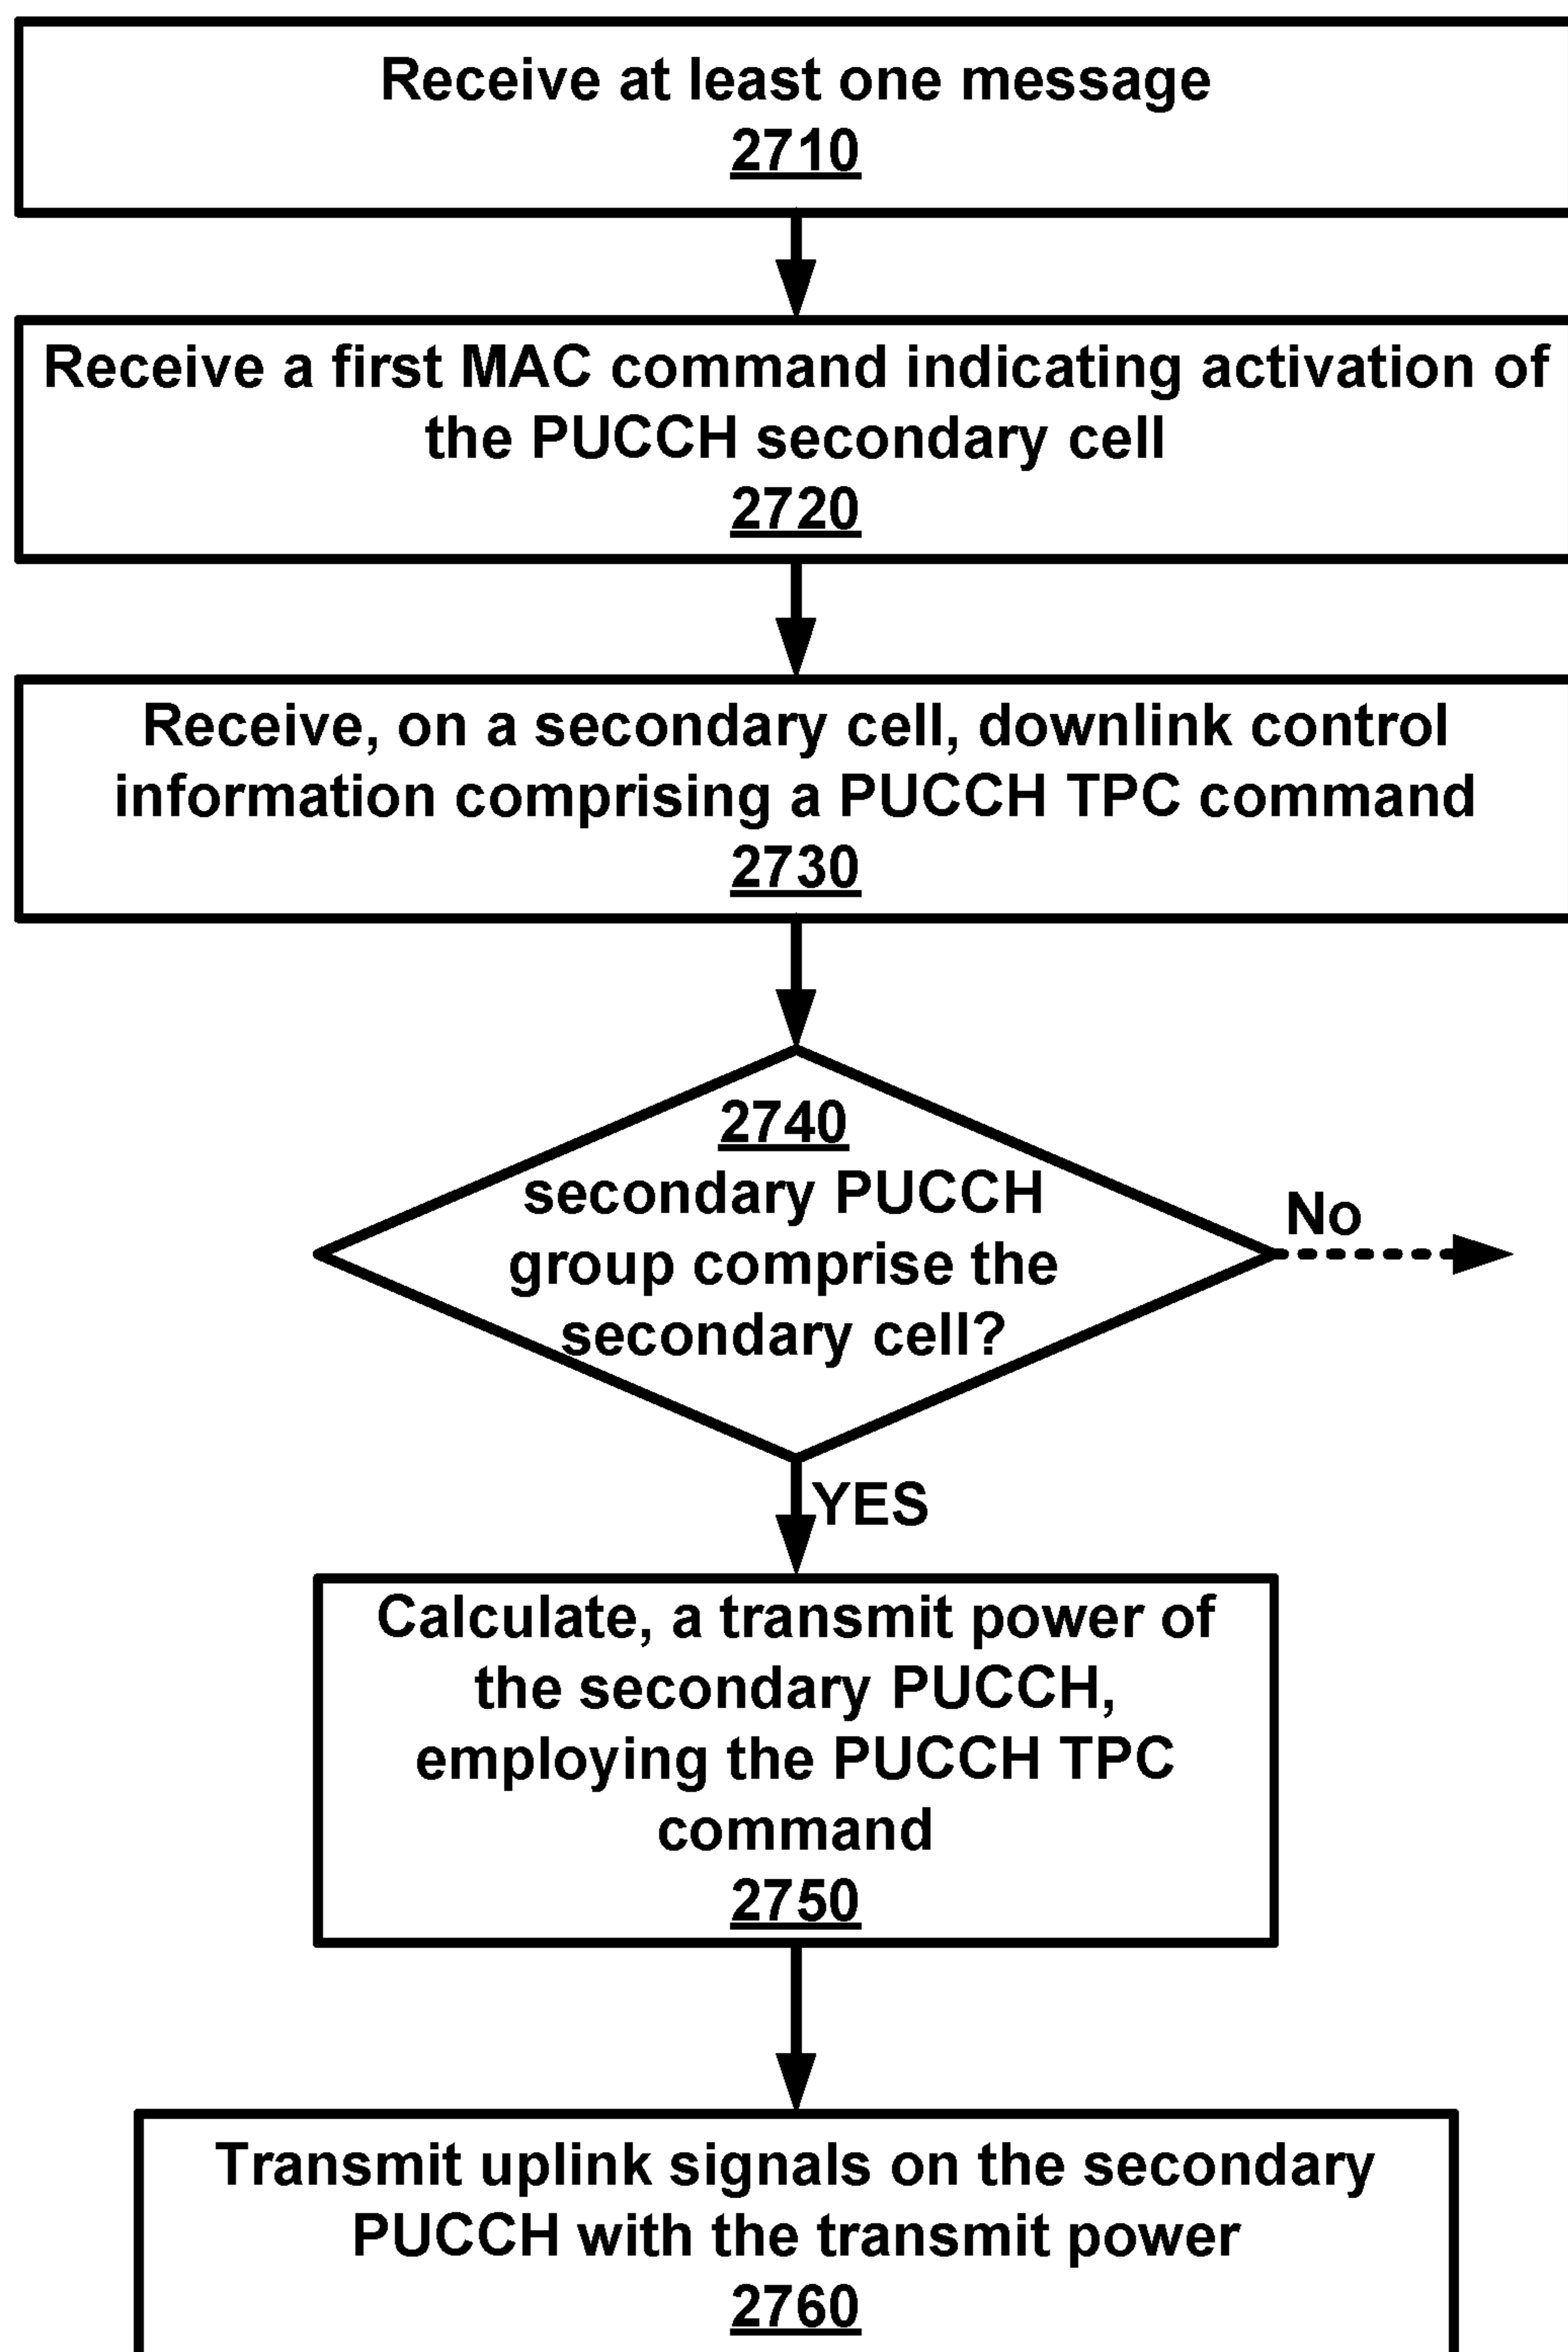 Receive at least one message
2710
Receive a first MAC command indicating activation of
the PUCCH secondary cell
2720
Receive, on a secondary cell, downlink control
information comprising a PUCCH TPC command
2730
2740
secondary PUCCH
group comprise the
secondary cell?
No
YES
Calculate, a transmit power of
the secondary PUCCH,
employing the PUCCH TPC
command
2750
Transmit uplink signals on the secondary
PUCCH with the transmit power
2760